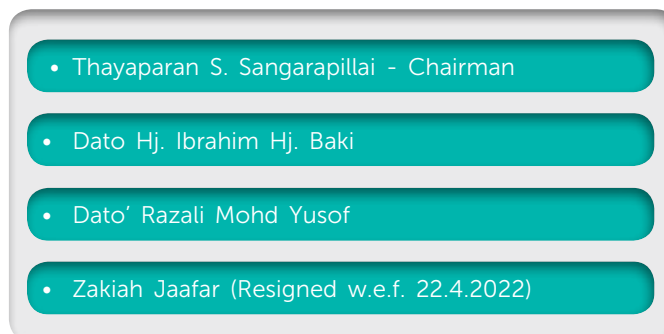 • Thayaparan S. Sangarapillai - Chairman
• Dato Hj. Ibrahim Hj. Baki
• Dato’ Razali Mohd Yusof
• Zakiah Jaafar (Resigned w.e.f. 22.4.2022)